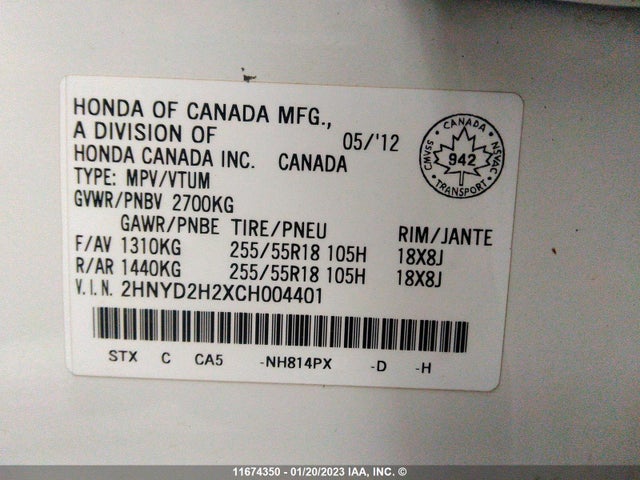 HONDA OF CANADA MFG.,
A DIVISION OF 05/'12
HONDA CANADA INC. CANADA
TYPE: MPV/VTUM
GVWR/PNBV 2700KG
GAWR/PNBE TIRE/PNEU RIM/JANTE
F/AV 1310KG 255/55R18 105H 18X8J
R/AR 1440KG 255/55R18 105H 18X8J
V.I.N. 2HNYD2H2XCH004401
STX C CA5 -NH814PX -D -H
CANADA
CMVSS 942 NSVAC
TRANSPORT
11674350 - 01/20/2023 IAA, INC. ©